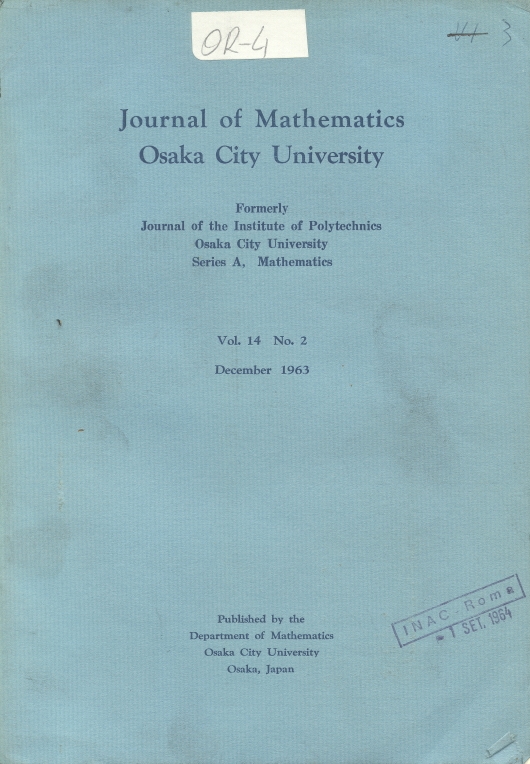 OR-4
3
Journal of Mathematics
Osaka City University
Formerly
Journal of the Institute of Polytechnics
Osaka City University
Series A, Mathematics
Vol. 14 No. 2
December 1963
INAC - Roma
1 SET. 1964
Published by the
Department of Mathematics
Osaka City University
Osaka, Japan